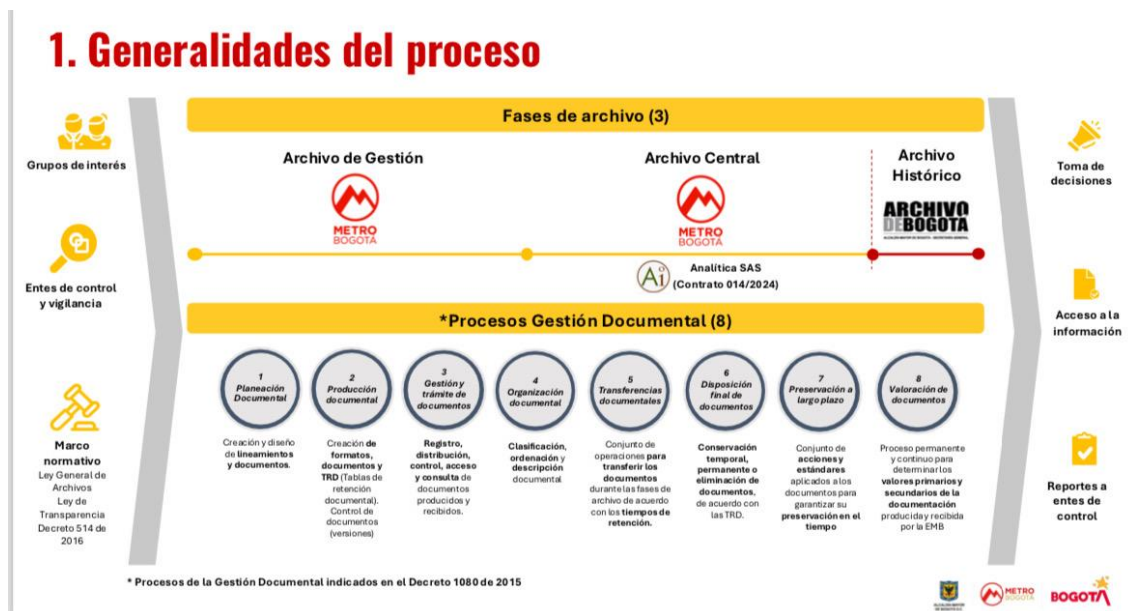 1. Generalidades del proceso
Grupos de interés
Entes de control
y vigilancia
Marco
normativo
Ley General de
Archivos
Ley de
Transparencia
Decreto 514 de
2016
Fases de archivo (3)
Archivo de Gestión
METRO
BOGOTÁ
Archivo Central
METRO
BOGOTÁ
Archivo
Histórico
ARCHIVO
DEBOGOTÁ
Ai
Analítica SAS
(Contrato 014/2024)
*Procesos Gestión Documental (8)
1
Planeación
Documental
Creación y diseño
de lineamientos
y documentos.
2
Producción
documental
Creación de
formatos,
documentos y
TRD (Tablas de
retención
documental).
Control de
documentos
(versiones)
3
Gestión y
trámite de
documentos
Registro,
distribución,
control, acceso
y consulta de
documentos
producidos y
recibidos.
4
Organización
documental
Clasificación,
ordenación y
descripción
documental
5
Transferencias
documentales
Conjunto de
operaciones para
transferir los
documentos
durante las fases
de archivo de acuerdo
con los tiempos de
retención.
6
Disposición
final de
documentos
Conservación
temporal,
permanente o
eliminación de
documentos,
de acuerdo con
las TRD.
7
Preservación a
largo plazo
Conjunto de
acciones y
estándares
aplicados a los
documentos para
garantizar su
preservación en el
tiempo
8
Valoración de
documentos
Proceso permanente
y continuo para
determinar los
valores primarios y
secundarios de la
documentación
producida y recibida
por la EMB
Toma de
decisiones
Acceso a la
información
Reportes a
entes de
control
* Procesos de la Gestión Documental indicados en el Decreto 1080 de 2015
METRO
BOGOTÁ
BOGOTÁ